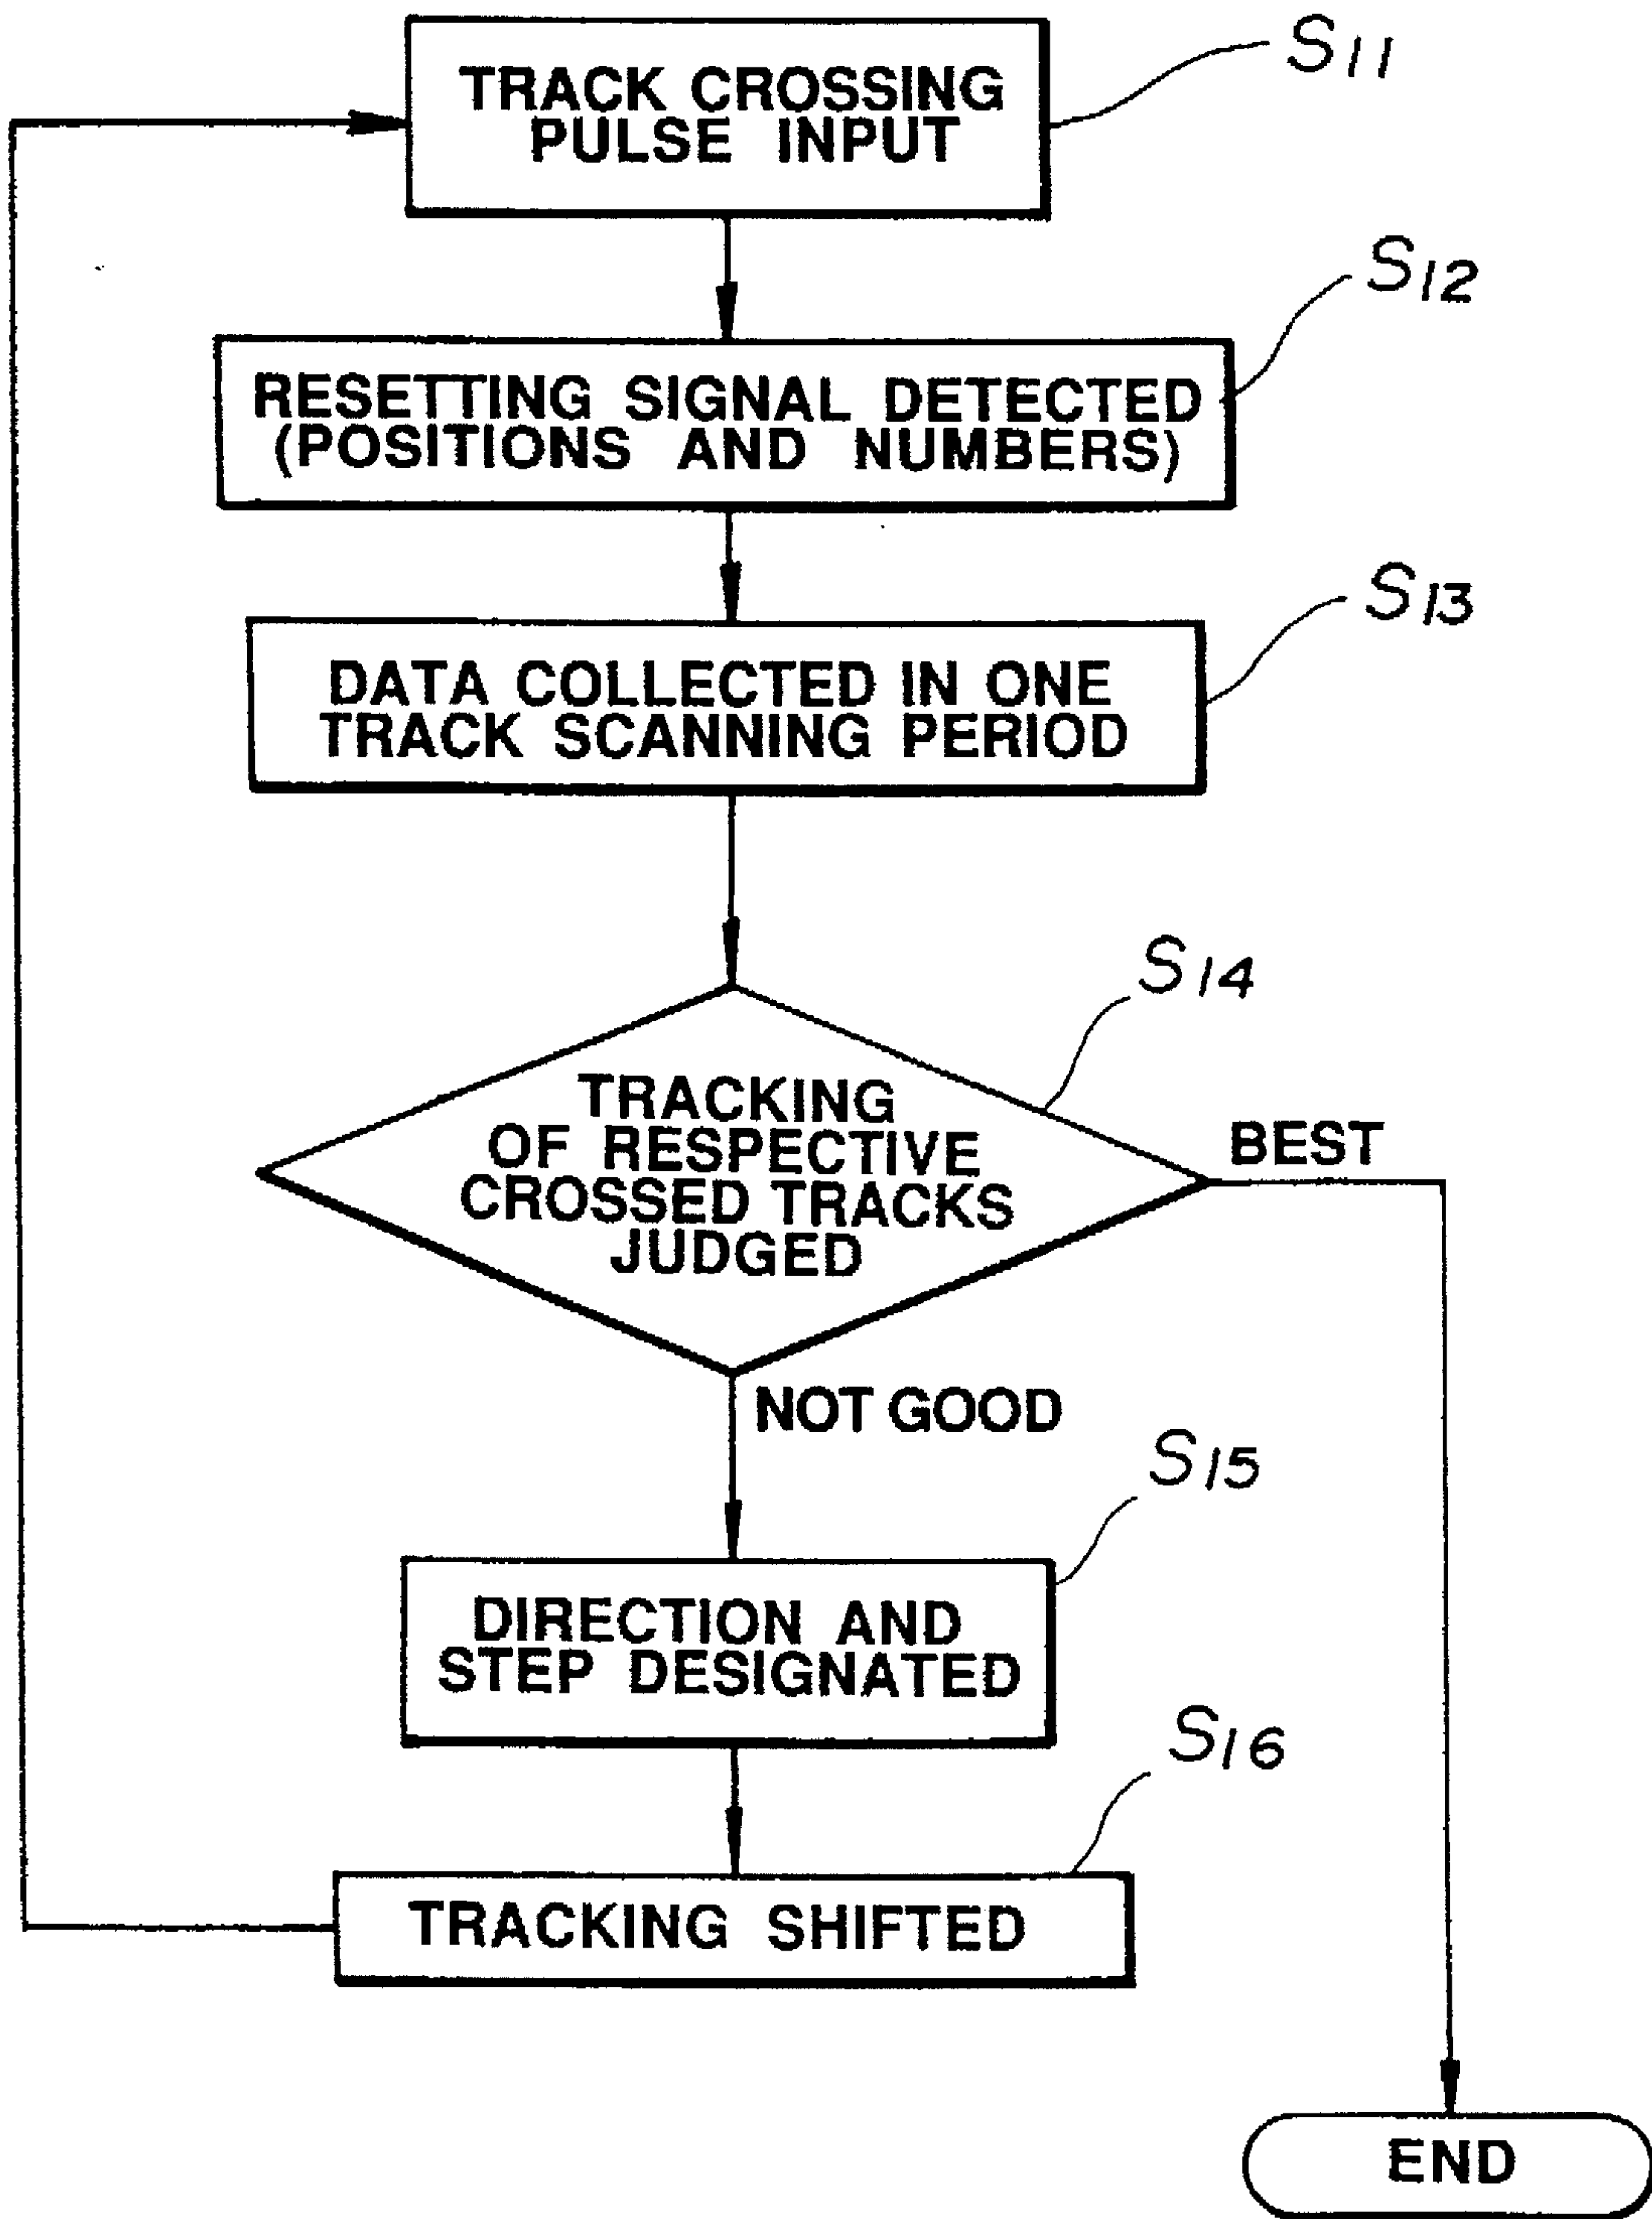 TRACK CROSSING
PULSE INPUT
S11
RESETTING SIGNAL DETECTED
(POSITIONS AND NUMBERS)
S12
DATA COLLECTED IN ONE
TRACK SCANNING PERIOD
S13
TRACKING
OF RESPECTIVE
CROSSED TRACKS
JUDGED
S14
BEST
NOT GOOD
DIRECTION AND
STEP DESIGNATED
S15
TRACKING SHIFTED
S16
END